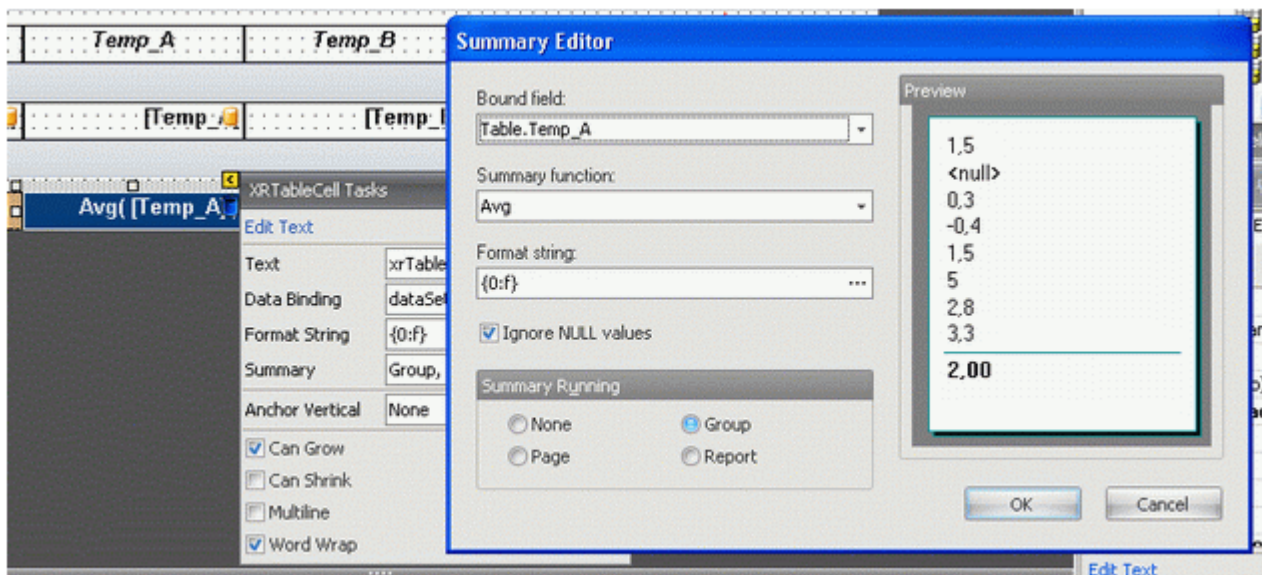 Temp_A
Temp_B
[Temp_
[Temp_
Avg( [Temp_A]
XRTableCell Tasks
Edit Text
Text
xrTable
Data Binding
dataSe
Format String
{0:f}
Summary
Group,
Anchor Vertical
None
Can Grow
Can Shrink
Multiline
Word Wrap
Summary Editor
Bound field:
Table.Temp_A
Summary function:
Avg
Format string:
{0:f}
...
Ignore NULL values
Summary Running
None
Group
Page
Report
Preview
1,5
<null>
0,3
-0,4
1,5
5
2,8
3,3
2,00
OK
Cancel
Edit Text